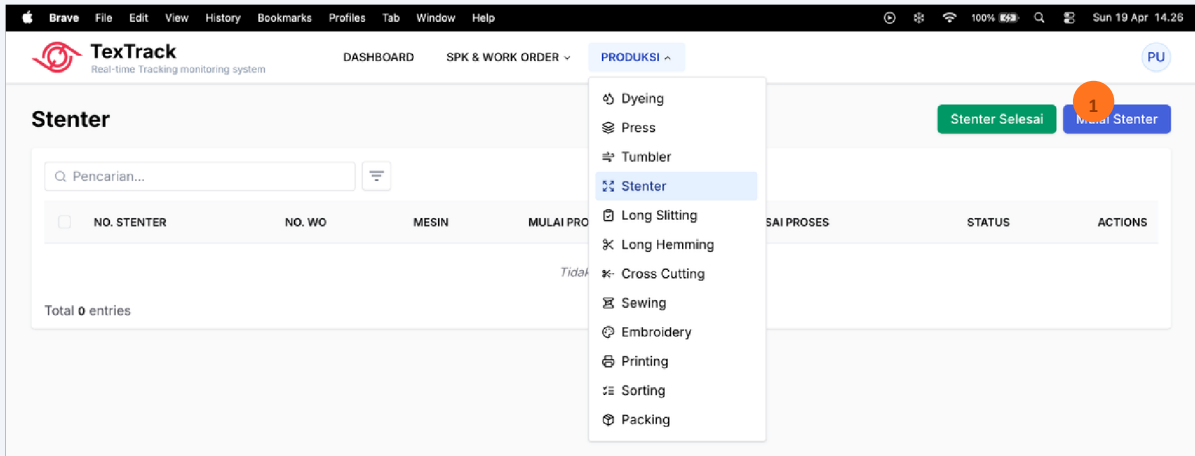 Brave File Edit View History Bookmarks Profiles Tab Window Help 100% Sun 19 Apr 14.26
TexTrack
Real-time Tracking monitoring system
DASHBOARD SPK & WORK ORDER PRODUKSI PU
Stenter
Stenter Selesai
1
Stenter
Pencarian...
NO. STENTER NO. WO MESIN MULAI PRO SAI PROSES STATUS ACTIONS
Tidak
Total 0 entries
Dyeing
Press
Tumbler
Stenter
Long Slitting
Long Hemming
Cross Cutting
Sewing
Embroidery
Printing
Sorting
Packing